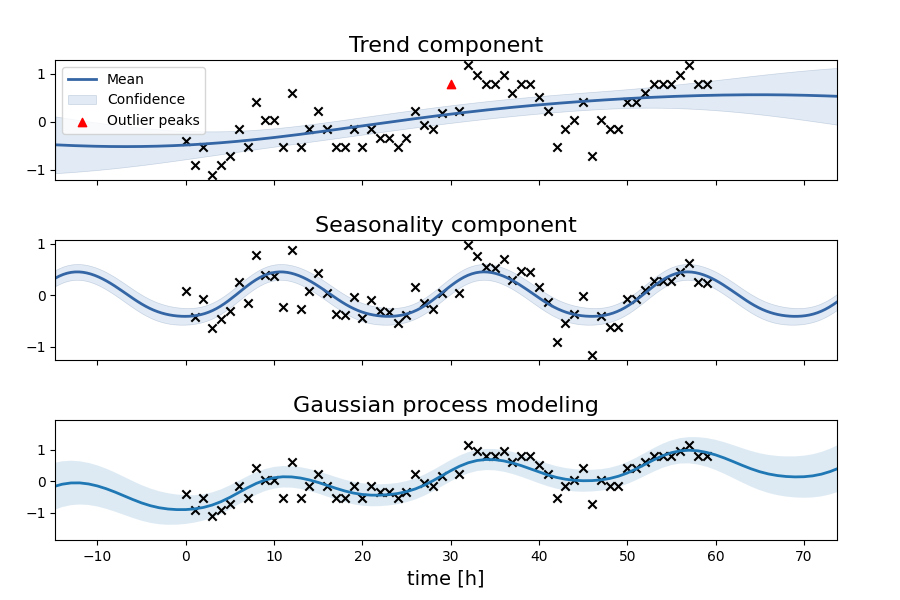 Trend component
Mean
Confidence
Outlier peaks
1
0
−1
Seasonality component
1
0
−1
Gaussian process modeling
1
0
−1
−10 0 10 20 30 40 50 60 70
time [h]